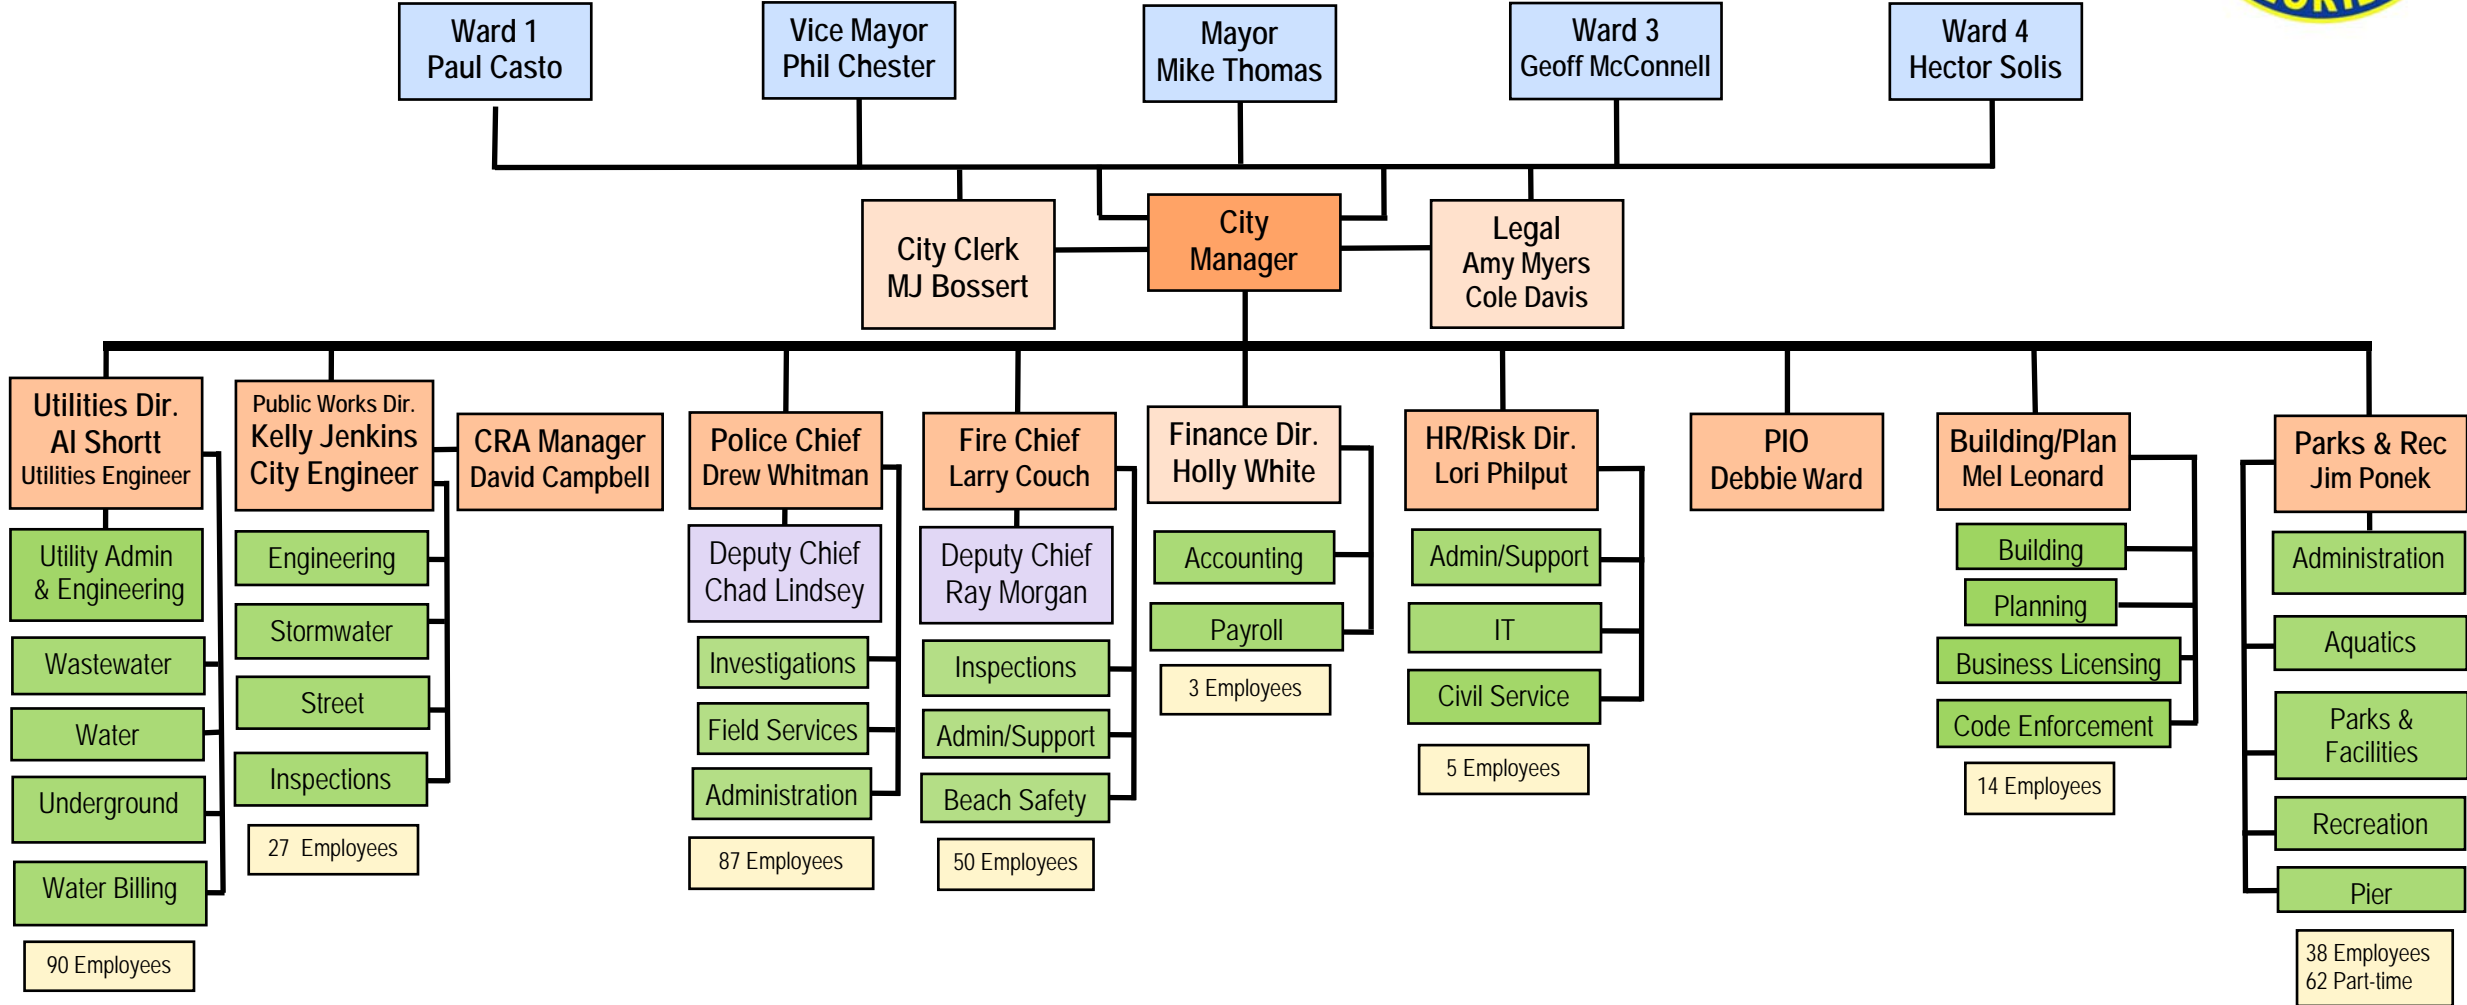 Ward 1
Paul Casto
Vice Mayor
Phil Chester
Mayor
Mike Thomas
Ward 3
Geoff McConnell
Ward 4
Hector Solis
City Clerk
MJ Bossert
City
Manager
Legal
Amy Myers
Cole Davis
Utilities Dir.
Al Shortt
Utilities Engineer
Utility Admin
& Engineering
Wastewater
Water
Underground
Water Billing
90 Employees
Public Works Dir.
Kelly Jenkins
City Engineer
Engineering
Stormwater
Street
Inspections
27 Employees
CRA Manager
David Campbell
Police Chief
Drew Whitman
Deputy Chief
Chad Lindsey
Investigations
Field Services
Administration
87 Employees
Fire Chief
Larry Couch
Deputy Chief
Ray Morgan
Inspections
Admin/Support
Beach Safety
50 Employees
Finance Dir.
Holly White
Accounting
Payroll
3 Employees
HR/Risk Dir.
Lori Philput
Admin/Support
IT
Civil Service
5 Employees
PIO
Debbie Ward
Building/Plan
Mel Leonard
Building
Planning
Business Licensing
Code Enforcement
14 Employees
Parks & Rec
Jim Ponek
Administration
Aquatics
Parks &
Facilities
Recreation
Pier
38 Employees
62 Part-time